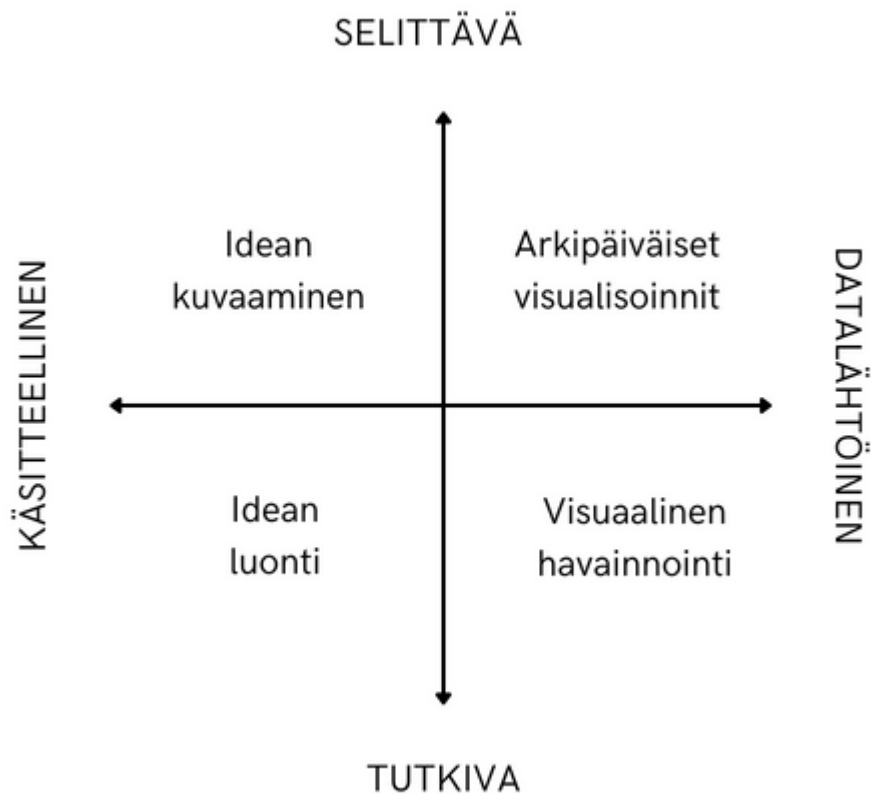 SELITTÄVÄ
Idean
kuvaaminen
Arkipäiväiset
visualisoinnit
KÄSITTEELLINEN
DATALÄHTÖINEN
Idean
luonti
Visuaalinen
havainnointi
TUTKIVA